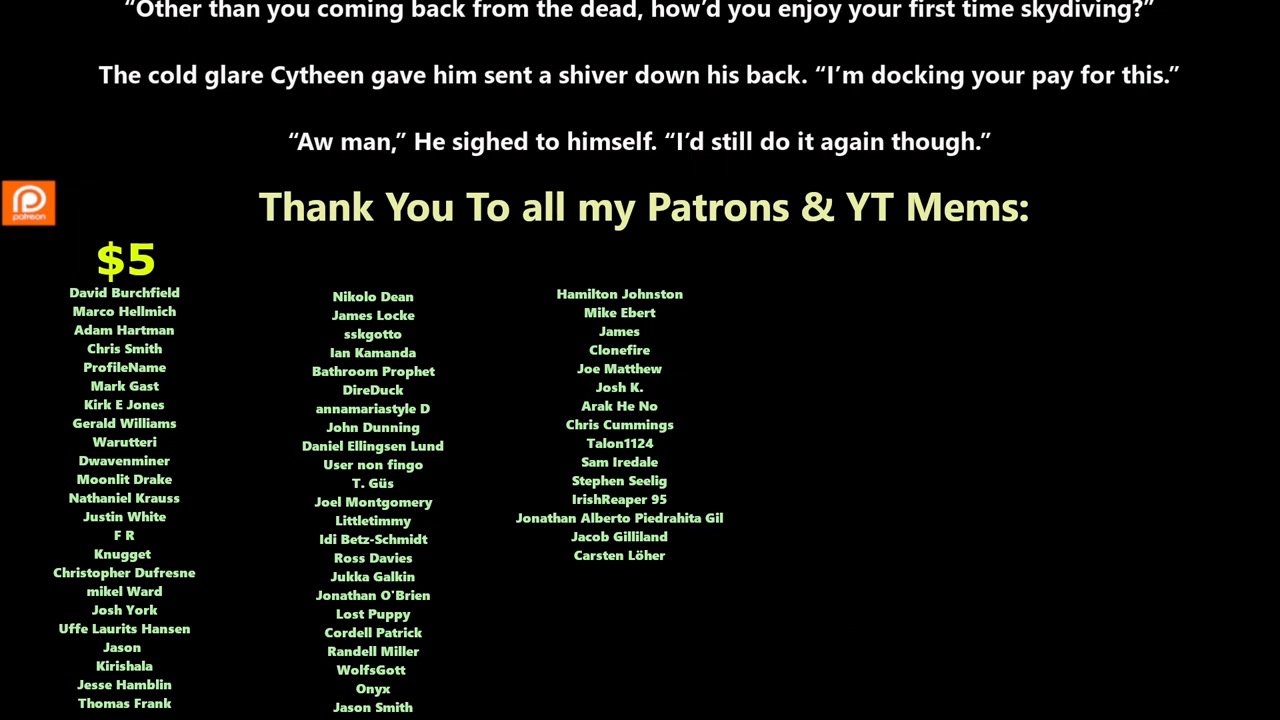 “Other than you coming back from the dead, how’d you enjoy your first time skydiving?”
The cold glare Cytheen gave him sent a shiver down his back. “I’m docking your pay for this.”
“Aw man,” He sighed to himself. “I’d still do it again though.”
patreon
Thank You To all my Patrons & YT Mems:
$5
David Burchfield
Marco Hellmich
Adam Hartman
Chris Smith
ProfileName
Mark Gast
Kirk E Jones
Gerald Williams
Warutteri
Dwavenminer
Moonlit Drake
Nathaniel Krauss
Justin White
F R
Knugget
Christopher Dufresne
mikel Ward
Josh York
Uffe Laurits Hansen
Jason
Kirishala
Jesse Hamblin
Thomas Frank
Nikolo Dean
James Locke
sskgotto
Ian Kamanda
Bathroom Prophet
DireDuck
annamariastyle D
John Dunning
Daniel Ellingsen Lund
User non fingo
T. Güs
Joel Montgomery
Littletimmy
Idi Betz-Schmidt
Ross Davies
Jukka Galkin
Jonathan O'Brien
Lost Puppy
Cordell Patrick
Randell Miller
WolfsGott
Onyx
Jason Smith
Hamilton Johnston
Mike Ebert
James
Clonefire
Joe Matthew
Josh K.
Arak He No
Chris Cummings
Talon1124
Sam Iredale
Stephen Seelig
IrishReaper 95
Jonathan Alberto Piedrahita Gil
Jacob Gilliland
Carsten Löher